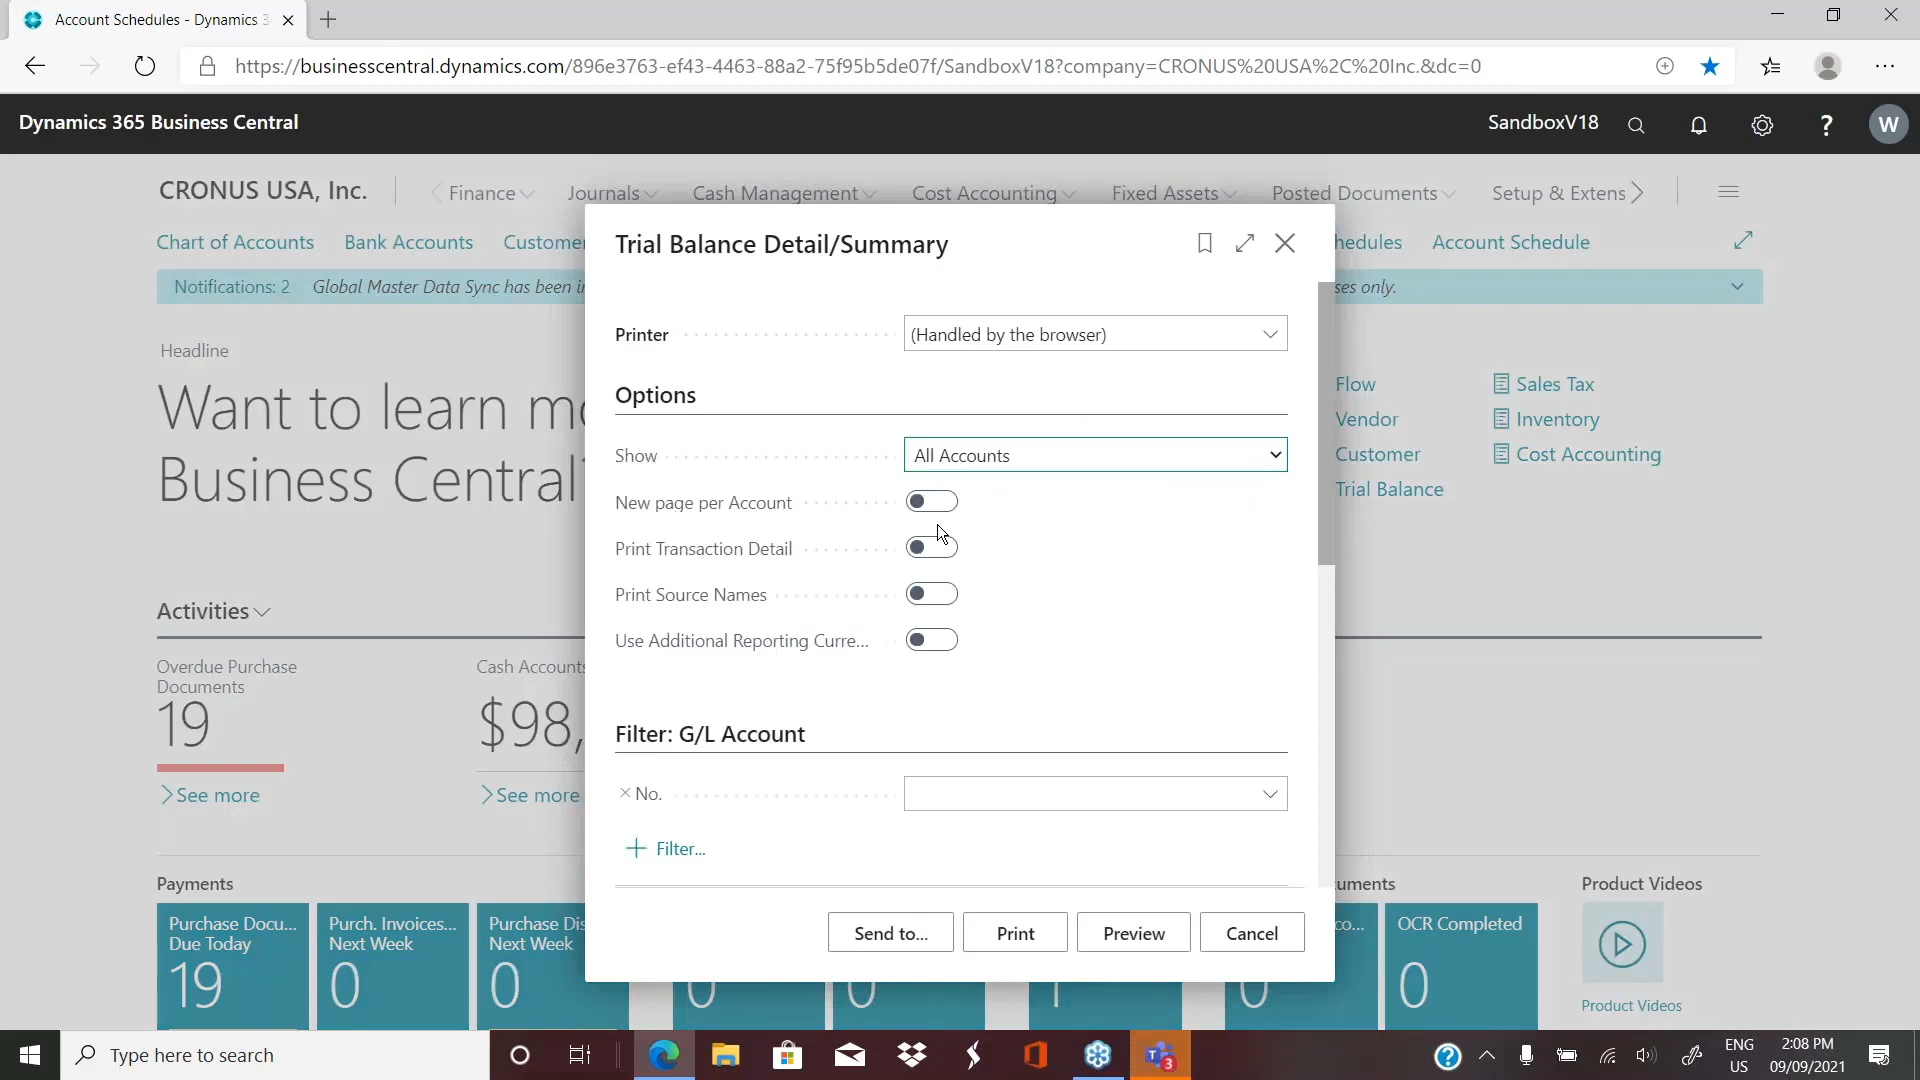 Account Schedules - Dynamics 3
https://businesscentral.dynamics.com/896e3763-ef43-4463-88a2-75f95b5de07f/SandboxV18?company=CRONUS%20USA%2C%20Inc.&dc=0
Dynamics 365 Business Central
SandboxV18
?
W
CRONUS USA, Inc.
Finance
Journals
Cash Management
Cost Accounting
Fixed Assets
Posted Documents
Setup & Extens
Chart of Accounts
Bank Accounts
Custome
hedules
Account Schedule
Notifications: 2
Global Master Data Sync has been i
ses only.
Headline
Want to learn m
Business Central
Flow
Vendor
Customer
Trial Balance
Sales Tax
Inventory
Cost Accounting
Activities
Overdue Purchase
Documents
19
See more
Cash Accounts
$98,
See more
Trial Balance Detail/Summary
Printer
(Handled by the browser)
Options
Show
All Accounts
New page per Account
Print Transaction Detail
Print Source Names
Use Additional Reporting Curre...
Filter: G/L Account
× No.
+ Filter...
Send to...
Print
Preview
Cancel
Payments
uments
Product Videos
Purchase Docu...
Due Today
19
Purch. Invoices...
Next Week
0
Purchase Dis
Next Week
0
0
0
1
co...
0
OCR Completed
0
Product Videos
Type here to search
3
ENG
US
2:08 PM
09/09/2021